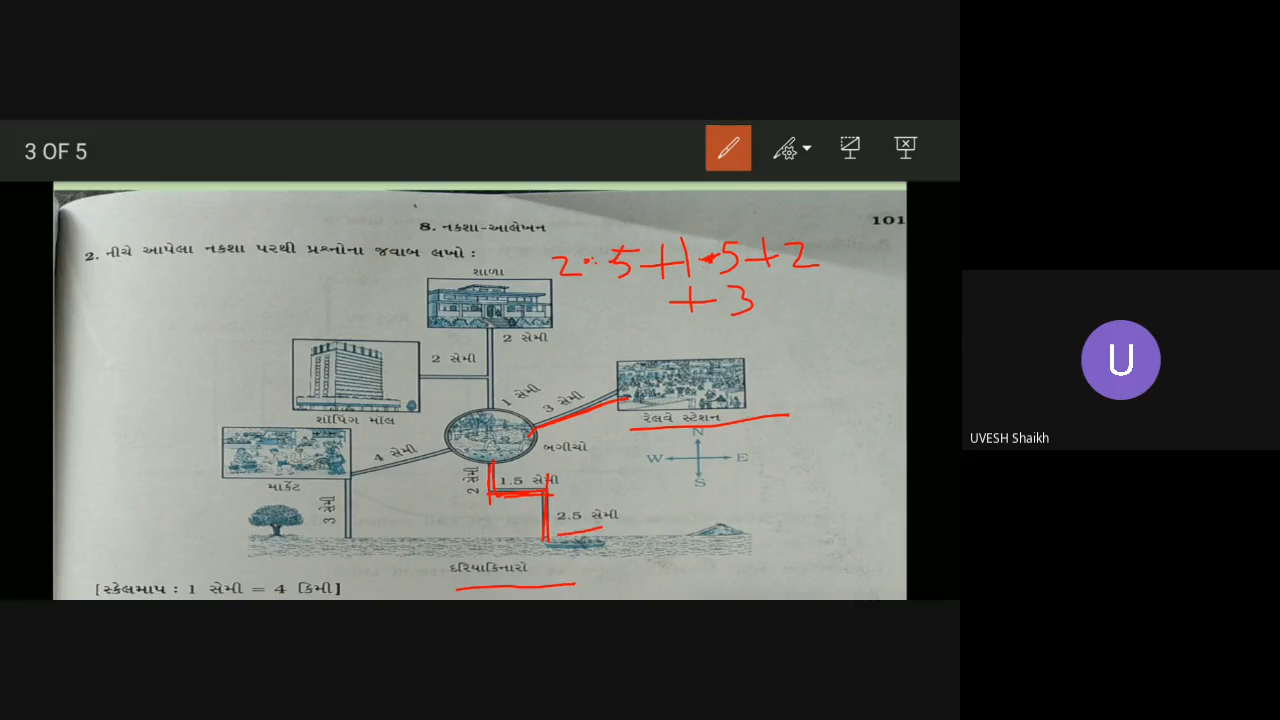 3 OF 5
101
8. નકશા-આલેખન
2. નીચે આપેલા નકશા પરથી પ્રશ્નોના જવાબ લખો :
2.5+1.5+2
+3
શાળા
2 સેમી
2 સેમી
શૉપિંગ મૉલ
1 સેમી
3 સેમી
રેલવે સ્ટેશન
બગીચો
N
W E
S
4 સેમી
માર્કેટ
3 સેમી
2 સેમી
1.5 સેમી
2.5 સેમી
દરિયાકિનારો
[સ્કેલમાપ : 1 સેમી = 4 કિમી]
U
UVESH Shaikh